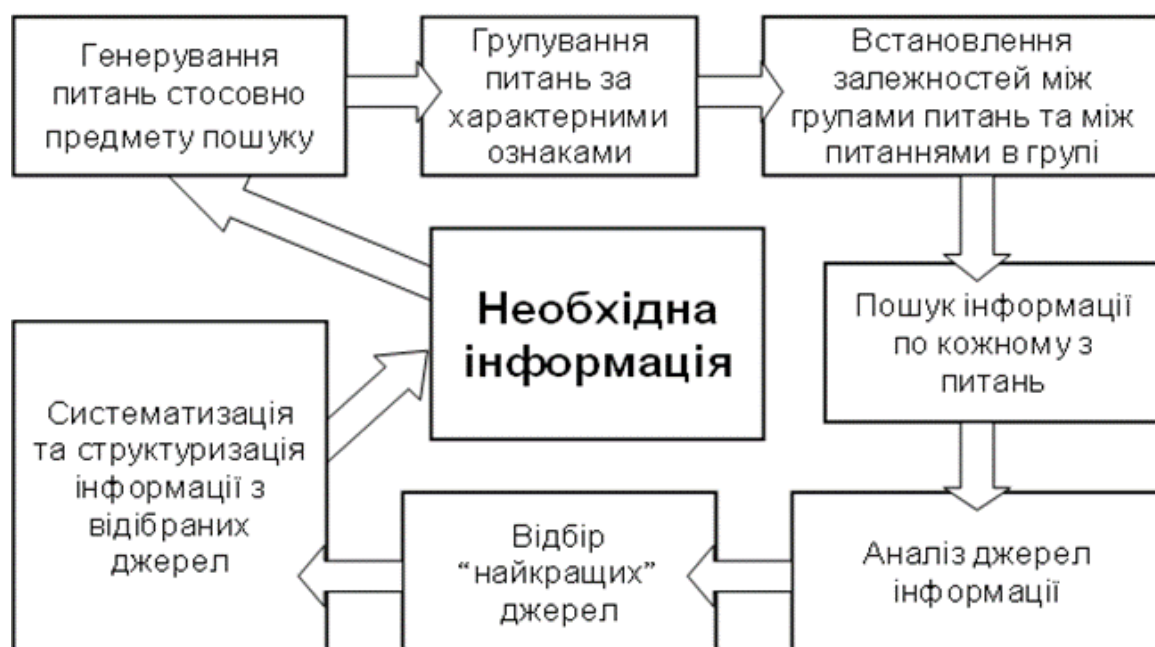 Генерування
питань стосовно
предмету пошуку
Групування
питань за
характерними
ознаками
Встановлення
залежностей між
групами питань та між
питаннями в групі
Необхідна
інформація
Пошук інформації
по кожному з
питань
Систематизація
та структуризація
інформації з
відібраних
джерел
Відбір
“найкращих”
джерел
Аналіз джерел
інформації